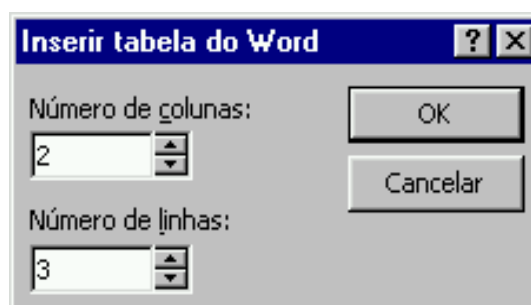 Inserir tabela do Word
Número de colunas:
OK
2
Cancelar
Número de linhas:
3